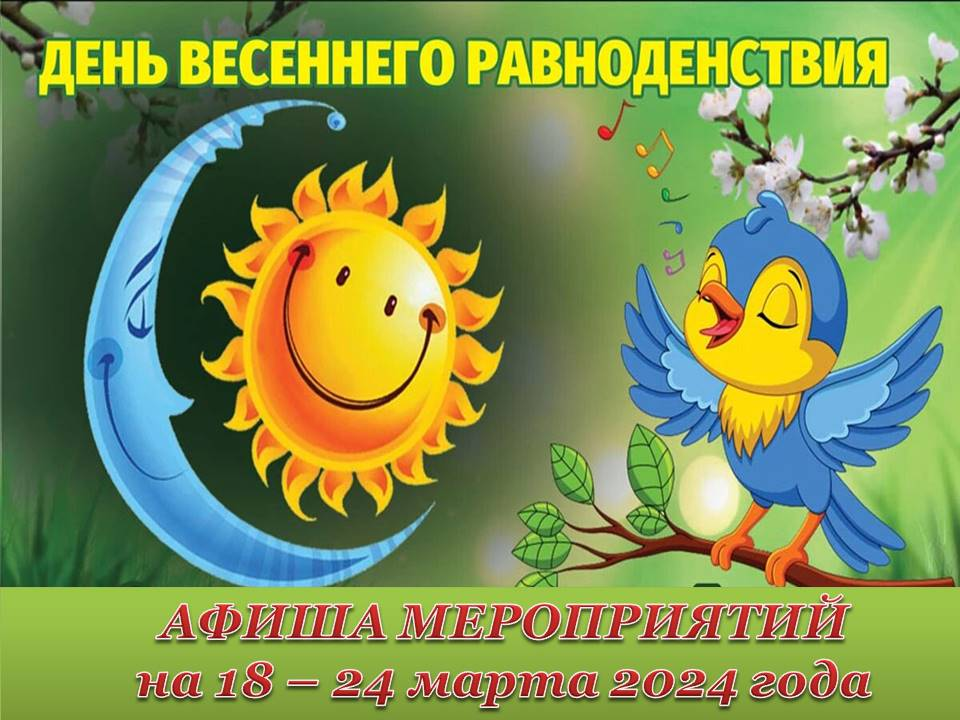 ДЕНЬ ВЕСЕННЕГО РАВНОДЕНСТВИЯ
АФИША МЕРОПРИЯТИЙ
на 18 – 24 марта 2024 года